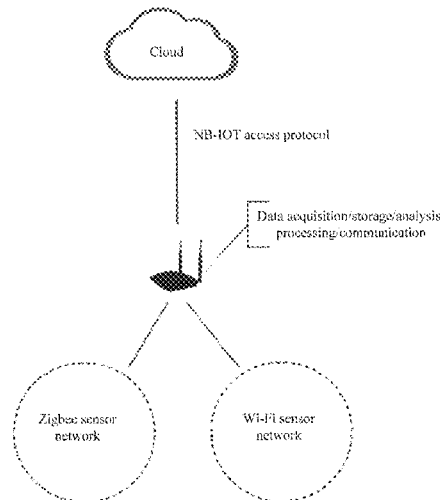 Cloud
NB-IOT access protocol
Data acquisition/storage/analysis
processing/communication
Zigbee sensor
network
Wi-Fi sensor
network